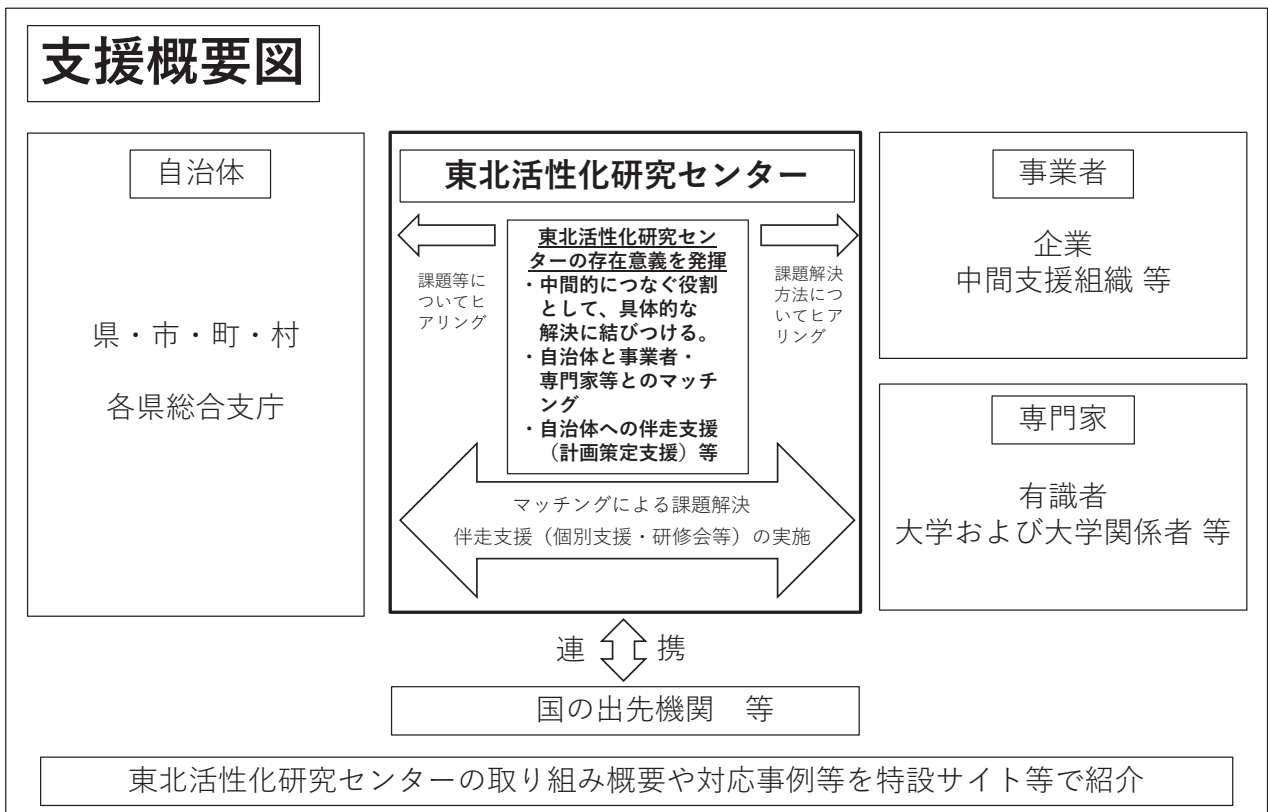 支援概要図
自治体
県・市・町・村
各県総合支庁
東北活性化研究センター
課題等に
ついてヒ
アリング
東北活性化研究セン
ターの存在意義を発揮
・中間的につなぐ役割
として、具体的な
解決に結びつける。
・自治体と事業者・
専門家等とのマッチ
ング
・自治体への伴走支援
（計画策定支援）等
課題解決
方法につ
いてヒア
リング
マッチングによる課題解決
伴走支援（個別支援・研修会等）の実施
事業者
企業
中間支援組織 等
専門家
有識者
大学および大学関係者 等
連 携
国の出先機関　等
東北活性化研究センターの取り組み概要や対応事例等を特設サイト等で紹介